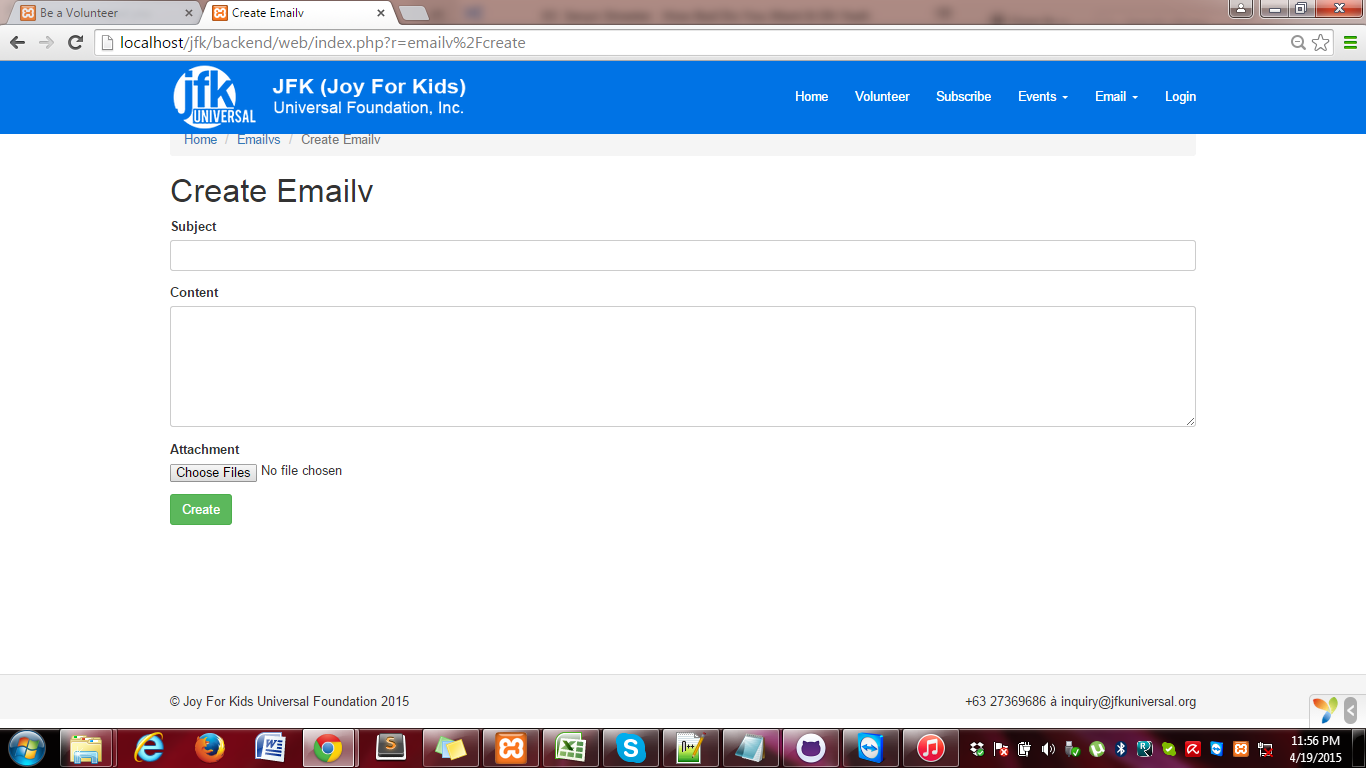 Be a Volunteer
Create Emailv
localhost/jfk/backend/web/index.php?r=emailv%2Fcreate
jfk
UNIVERSAL
JFK (Joy For Kids)
Universal Foundation, Inc.
Home Volunteer Subscribe Events Email Login
Home / Emailvs / Create Emailv
Create Emailv
Subject
Content
Attachment
Choose Files No file chosen
Create
© Joy For Kids Universal Foundation 2015
+63 27369686 à inquiry@jfkuniversal.org
11:56 PM
4/19/2015